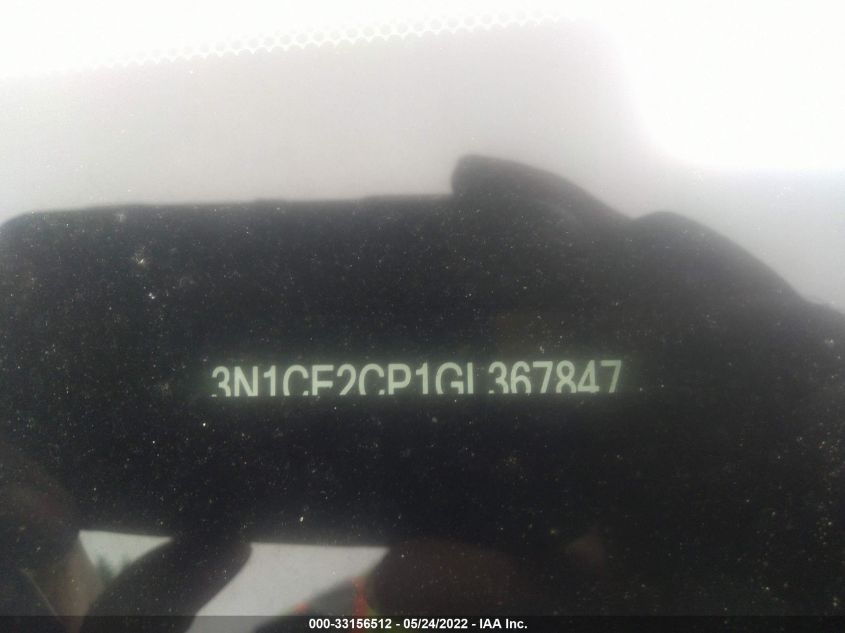 3N1CE2CP1GL367847
000-33156512 - 05/24/2022 - IAA Inc.